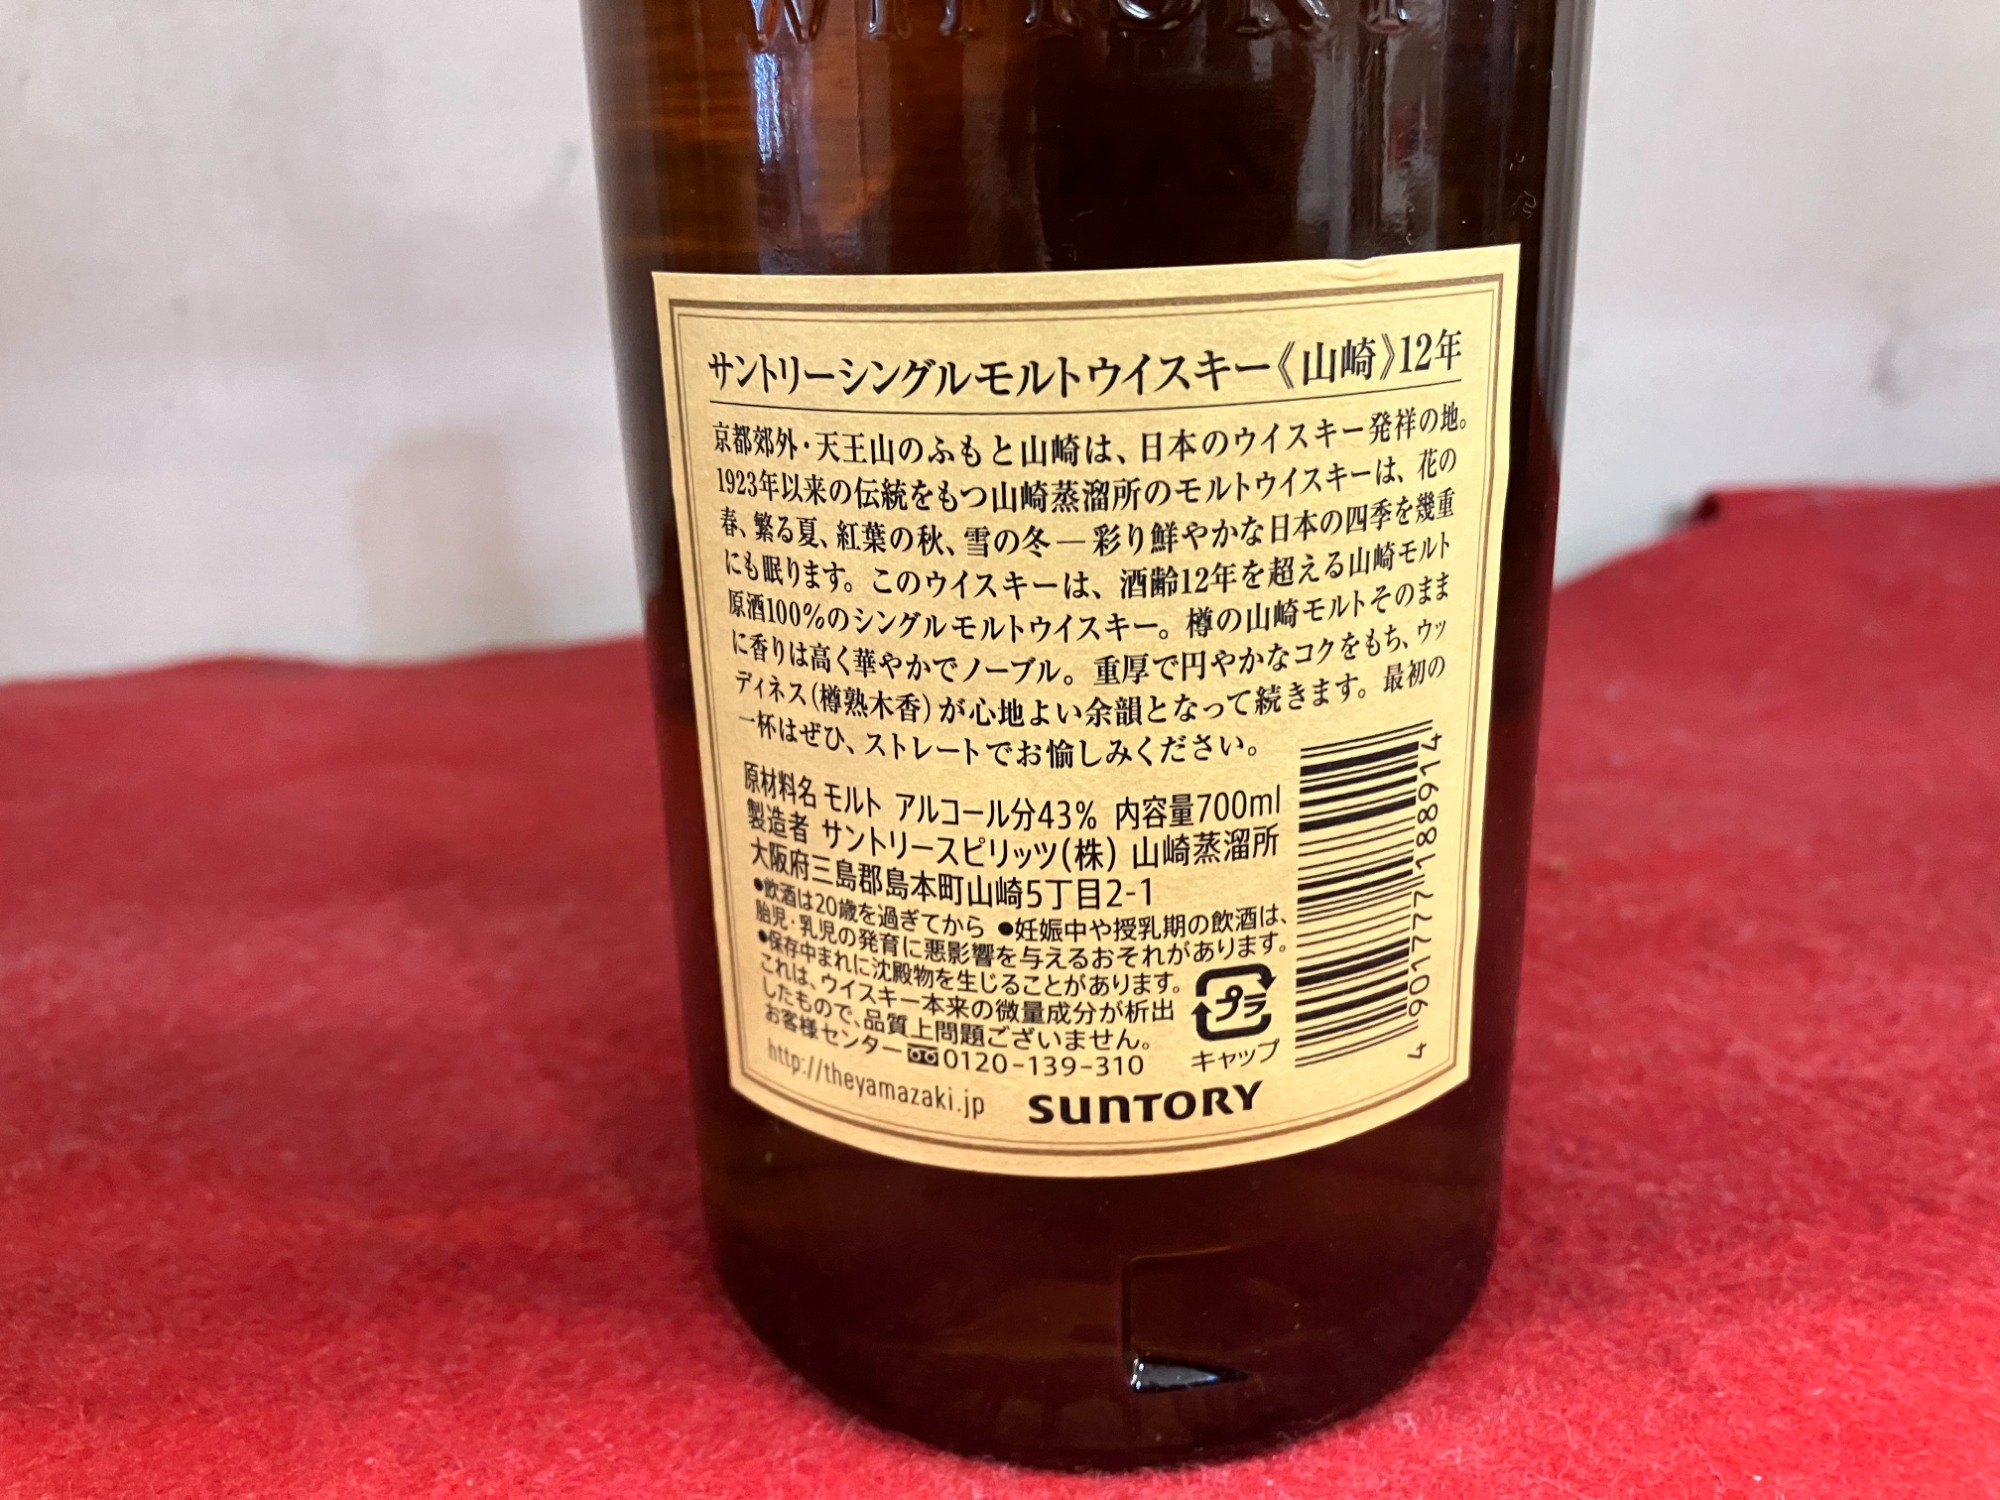 サントリーシングルモルトウイスキー《山崎》12年
京都郊外・天王山のふもと山崎は、日本のウイスキー発祥の地。
1923年以来の伝統をもつ山崎蒸溜所のモルトウイスキーは、花の
春、繁る夏、紅葉の秋、雪の冬―彩り鮮やかな日本の四季を幾重
にも眠ります。このウイスキーは、酒齢12年を超える山崎モルト
原酒100%のシングルモルトウイスキー。樽の山崎モルトそのまま
に香りは高く華やかでノーブル。重厚で円やかなコクをもち、ウッ
ディネス(樽熟木香)が心地よい余韻となって続きます。最初の
一杯はぜひ、ストレートでお愉しみください。
原材料名 モルト アルコール分43% 内容量700ml
製造者 サントリースピリッツ(株) 山崎蒸溜所
大阪府三島郡島本町山崎5丁目2-1
●飲酒は20歳を過ぎてから ●妊娠中や授乳期の飲酒は、
胎児・乳児の発育に悪影響を与えるおそれがあります。
●保存中まれに沈殿物を生じることがあります。
これは、ウイスキー本来の微量成分が析出
したもので、品質上問題ございません。
お客様センター 0120-139-310
プラ
キャップ
http://theyamazaki.jp
SUNTORY
4 901777 188914